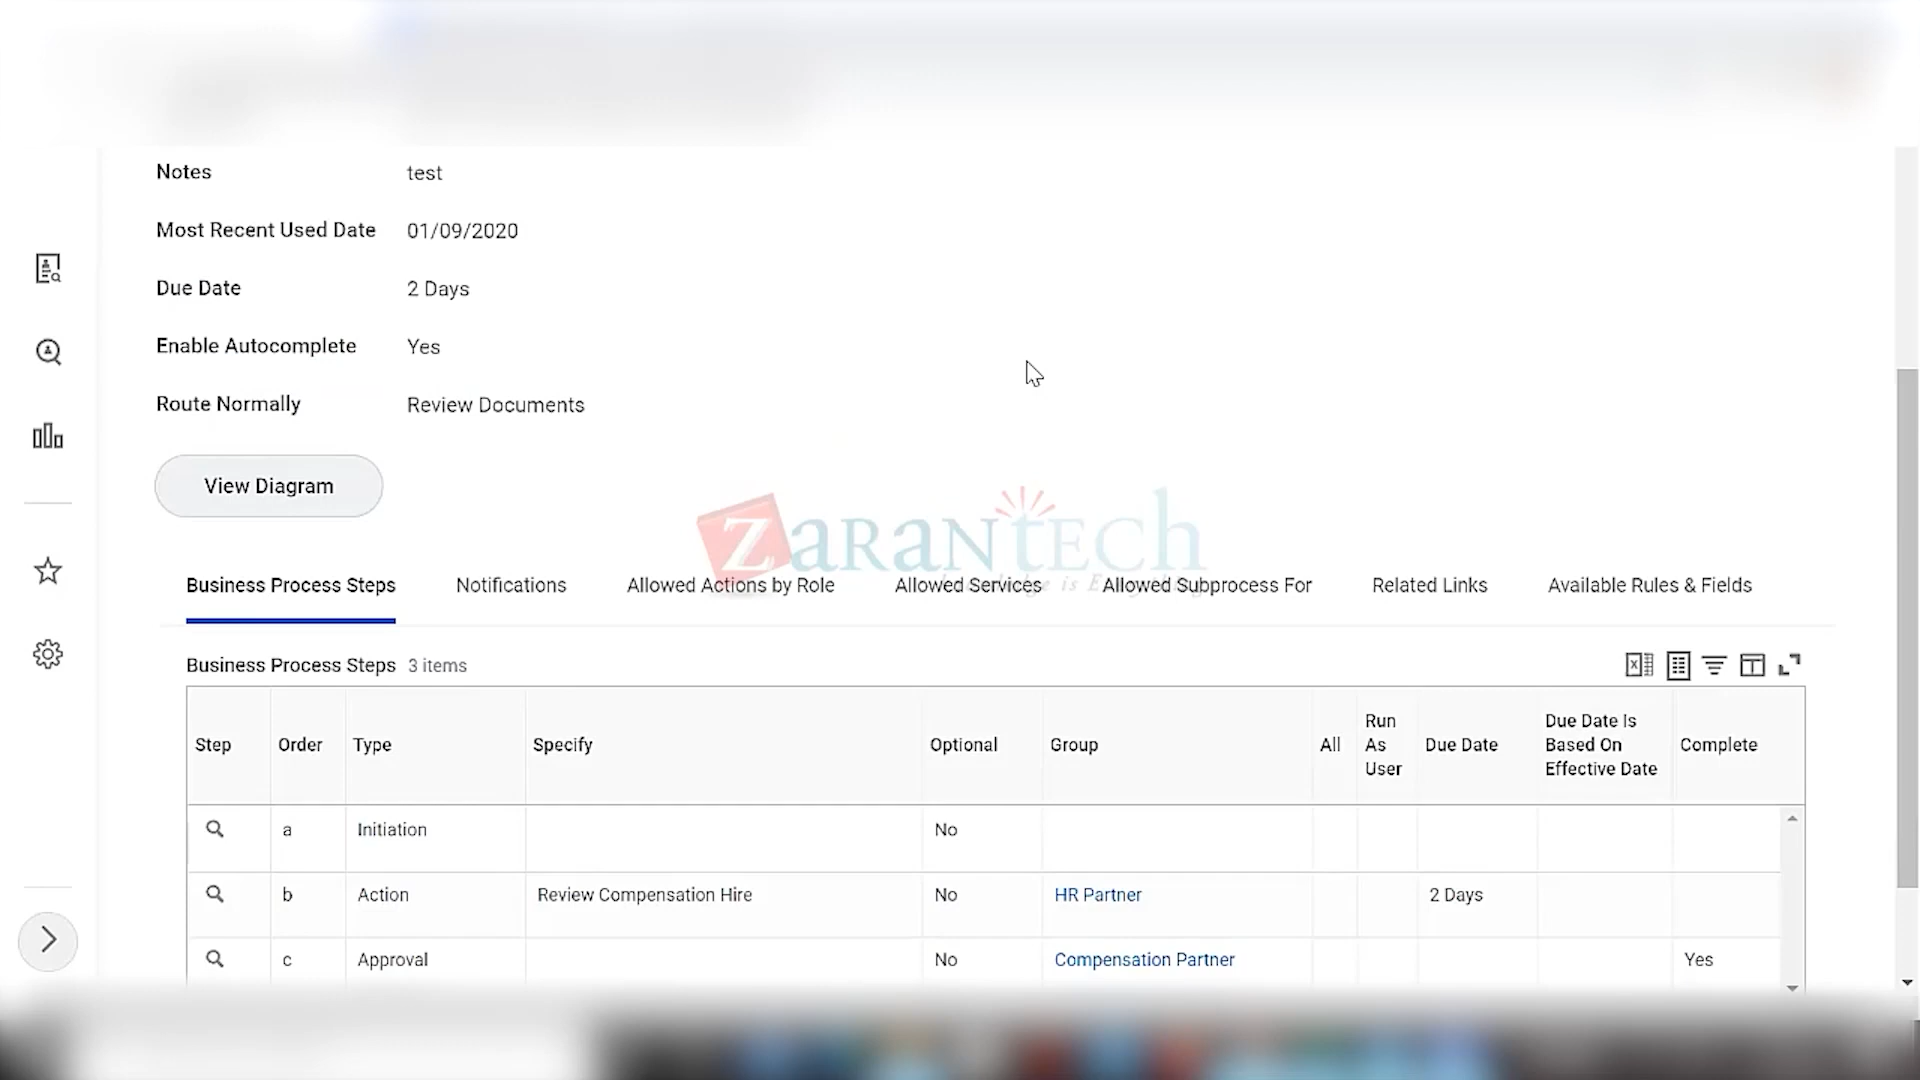 Notes test
Most Recent Used Date 01/09/2020
Due Date 2 Days
Enable Autocomplete Yes
Route Normally Review Documents
View Diagram
ZARANTECH
Business Process Steps Notifications Allowed Actions by Role Allowed Services Allowed Subprocess For Related Links Available Rules & Fields
Business Process Steps 3 items
Step Order Type Specify Optional Group All Run As User Due Date Due Date Is Based On Effective Date Complete
a Initiation No
b Action Review Compensation Hire No HR Partner 2 Days
c Approval No Compensation Partner Yes